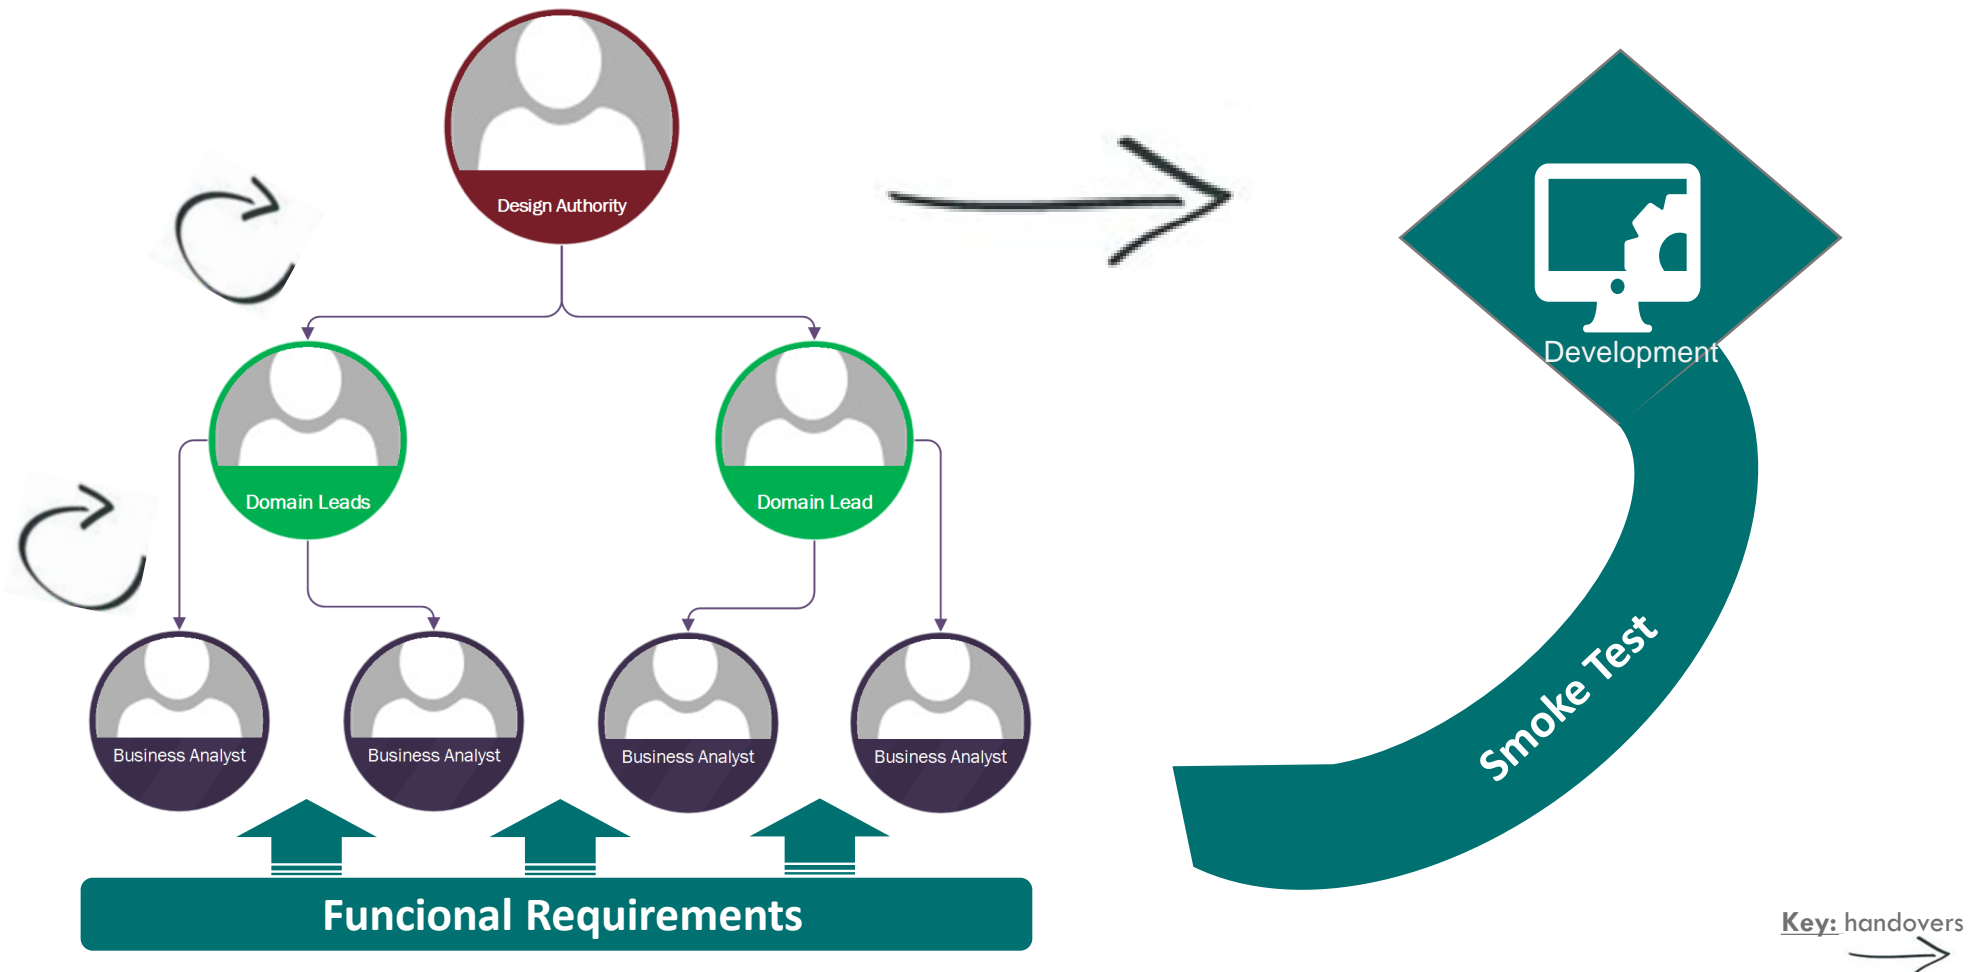 Design Authority
Development
Domain Leads
Domain Lead
Smoke Test
Business Analyst
Business Analyst
Business Analyst
Business Analyst
Funcional Requirements
Key: handovers